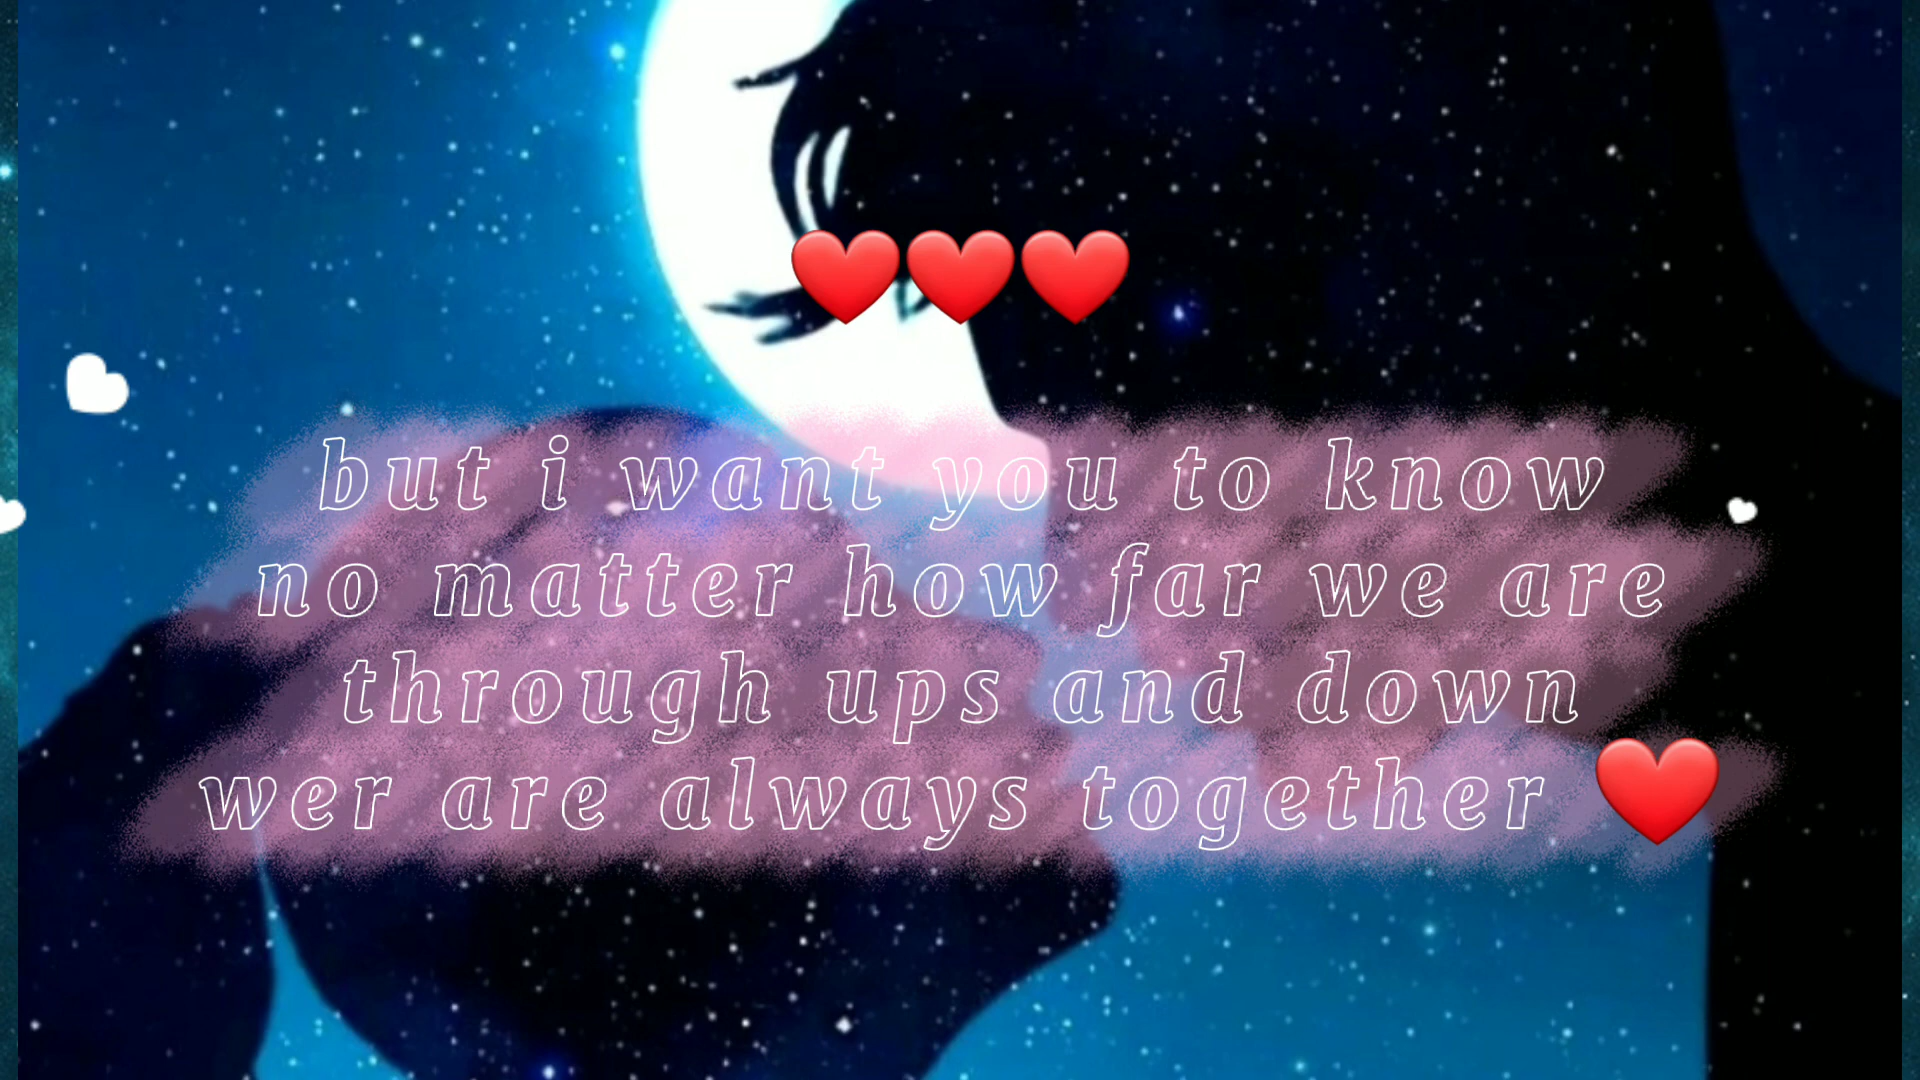 ❤️❤️❤️
but i want you to know
no matter how far we are
through ups and down
wer are always together ❤️